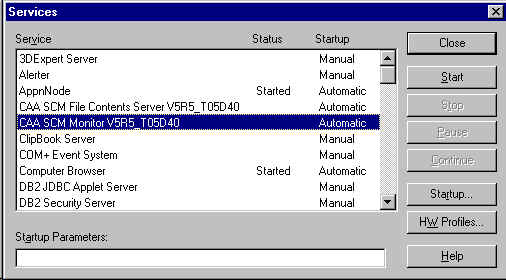 Services
Service Status Startup
3DExpert Server Manual
Alerter Manual
AppnNode Started Automatic
CAA SCM File Contents Server V5R5_T05D40 Automatic
CAA SCM Monitor V5R5_T05D40 Automatic
ClipBook Server Manual
COM+ Event System Manual
Computer Browser Started Automatic
DB2 JDBC Applet Server Manual
DB2 Security Server Manual
Startup Parameters:
Close
Start
Stop
Pause
Continue
Startup...
HW Profiles...
Help